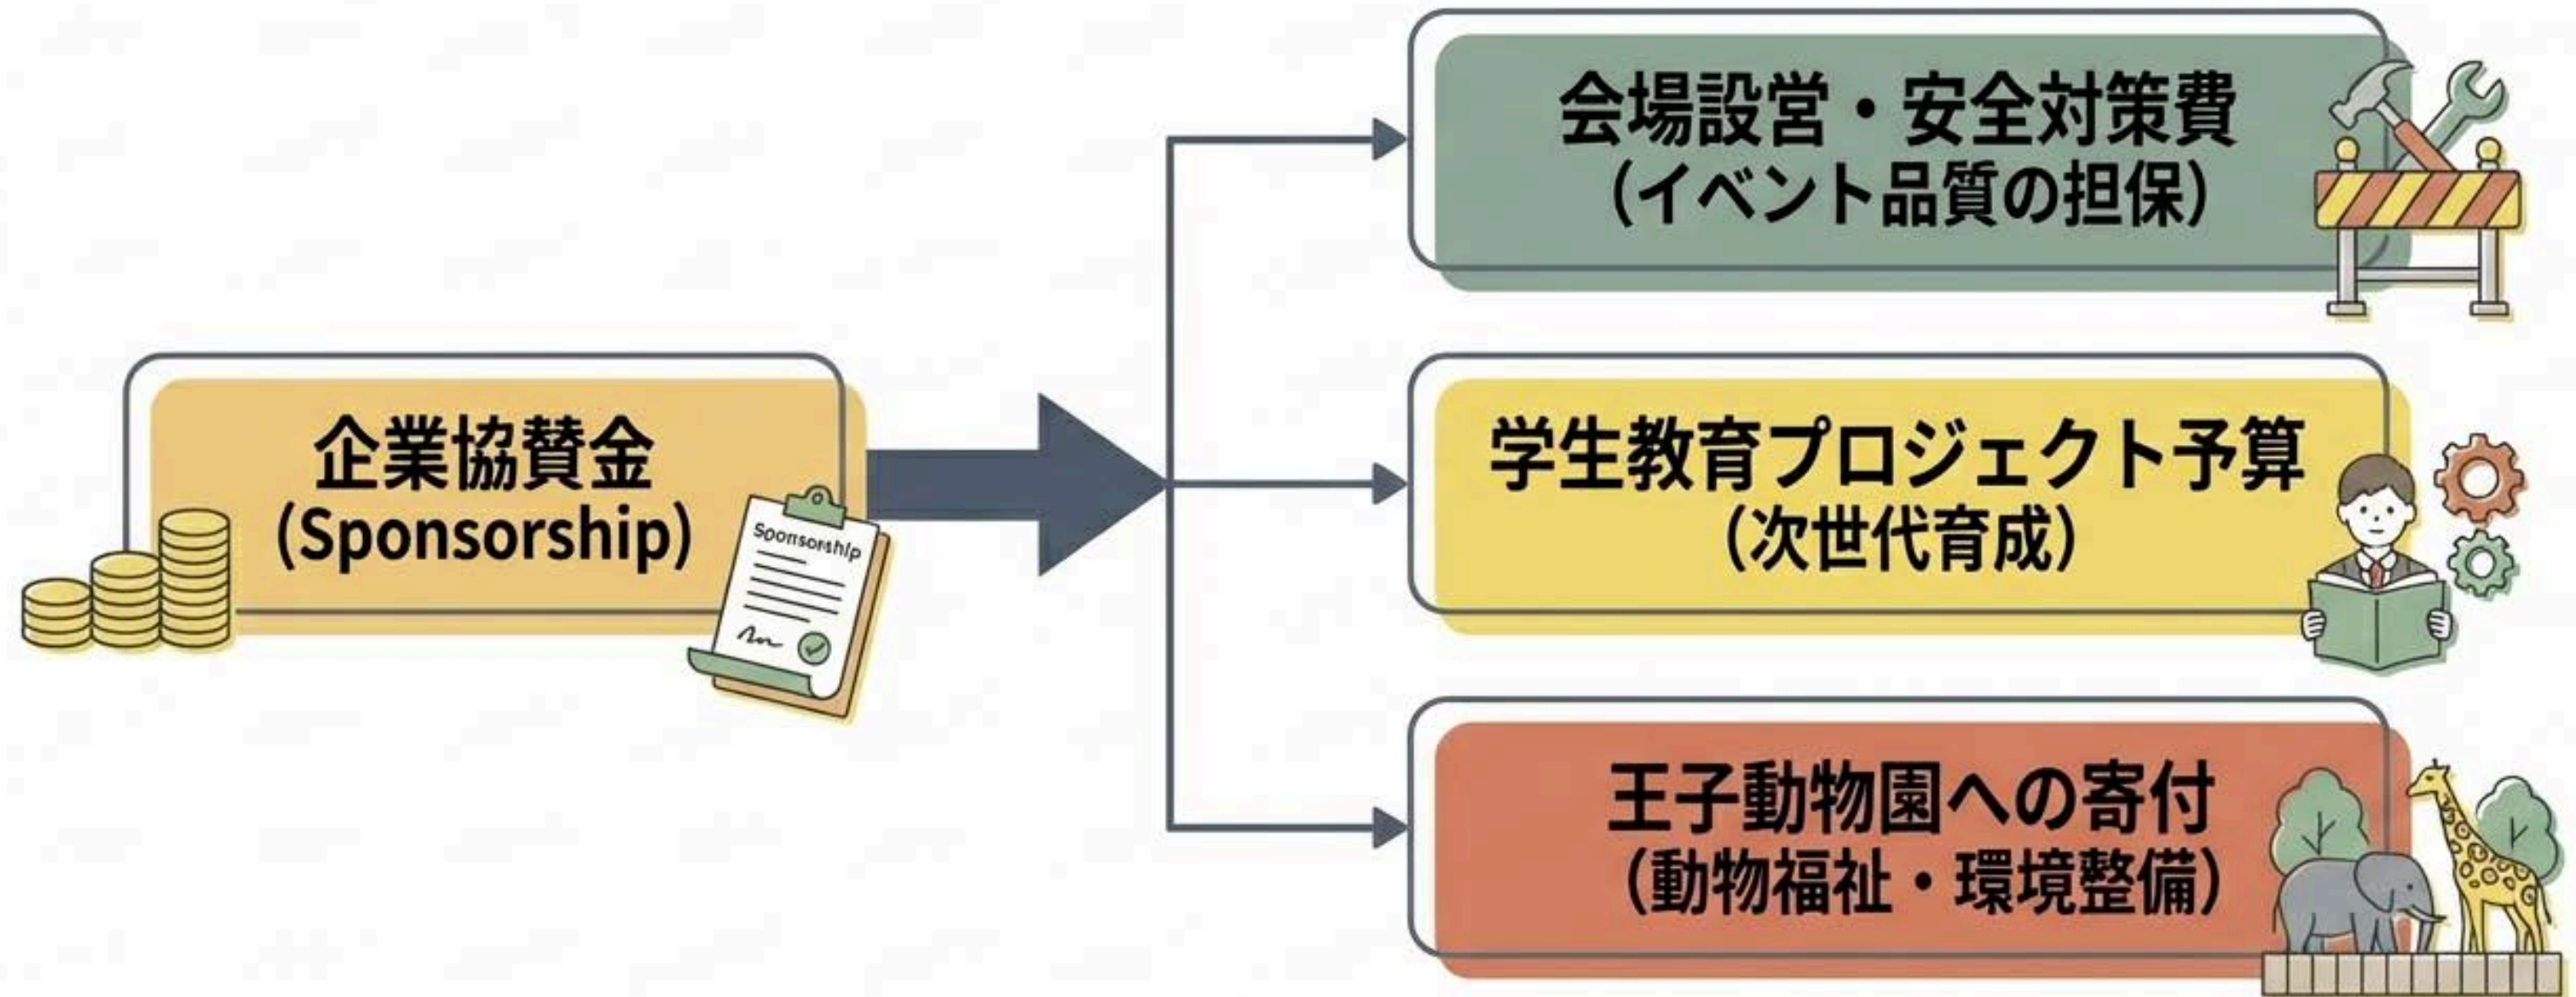 会場設営・安全対策費
（イベント品質の担保）
企業協賛金
(Sponsorship)
Sponsorship
学生教育プロジェクト予算
（次世代育成）
王子動物園への寄付
（動物福祉・環境整備）